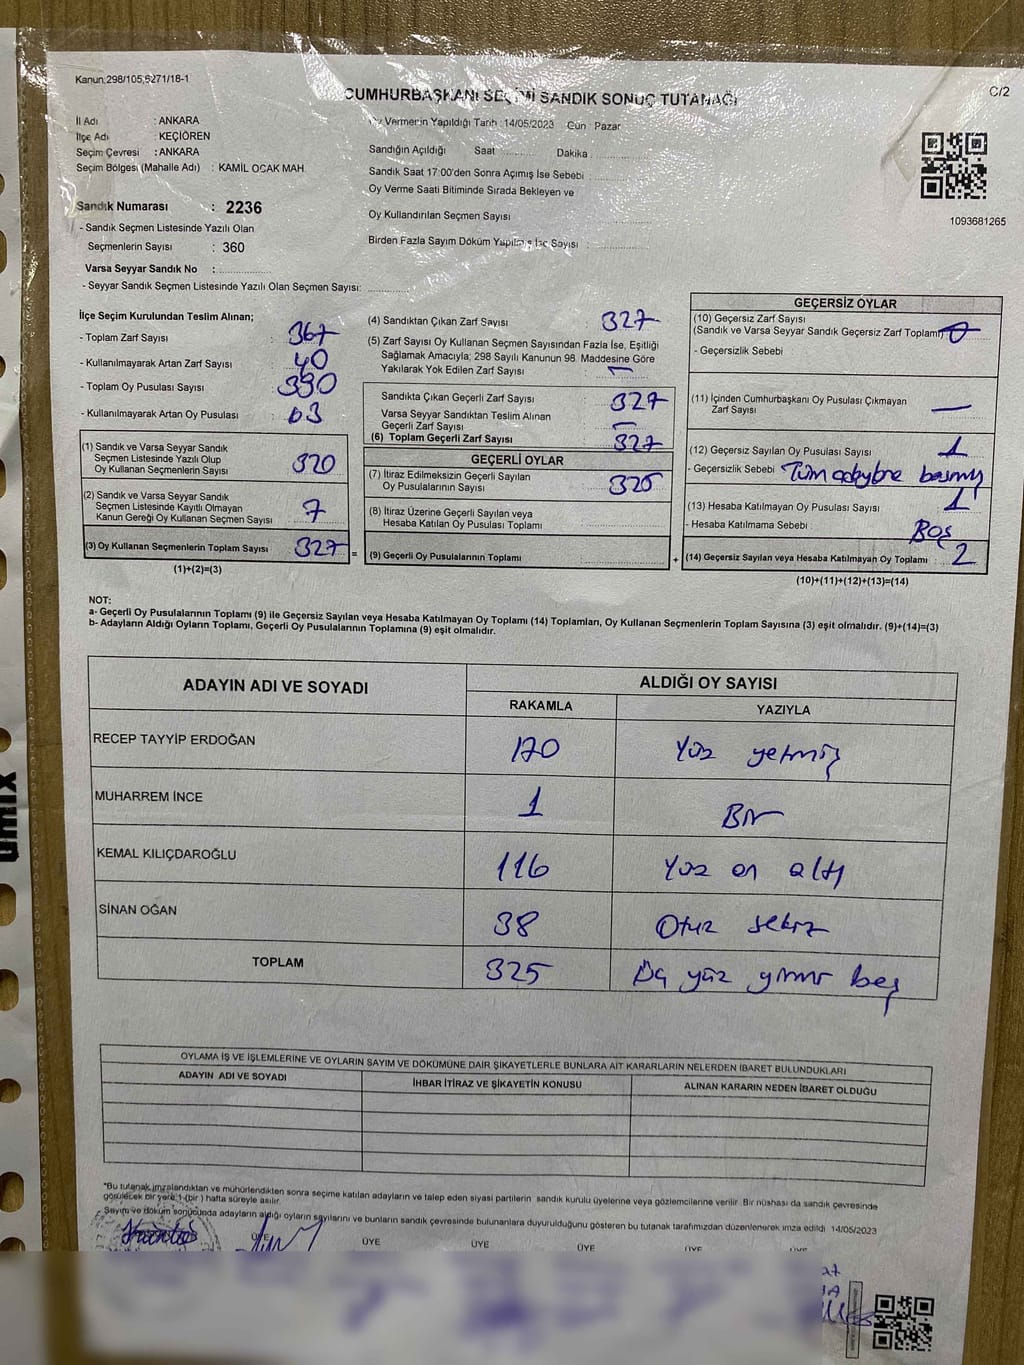 Kanun.298/105,6271/18-1
CUMHURBAŞKANI SEÇİMİ SANDIK SONUÇ TUTANAĞI
C/2
İl Adı : ANKARA
İlçe Adı : KEÇİÖREN
Seçim Çevresi : ANKARA
Seçim Bölgesi (Mahalle Adı) : KAMİL OCAK MAH.
Sandık Numarası : 2236
- Sandık Seçmen Listesinde Yazılı Olan
Seçmenlerin Sayısı : 360
Varsa Seyyar Sandık No :
- Seyyar Sandık Seçmen Listesinde Yazılı Olan Seçmen Sayısı:
Oy Vermenin Yapıldığı Tarih : 14/05/2023 Gün : Pazar
Sandığın Açıldığı Saat Dakika
Sandık Saat 17:00'den Sonra Açımış İse Sebebi :
Oy Verme Saati Bitiminde Sırada Bekleyen ve
Oy Kullandırılan Seçmen Sayısı
Birden Fazla Sayım Döküm Yapılmış İse Sayısı :
1093681265
İlçe Seçim Kurulundan Teslim Alınan;
- Toplam Zarf Sayısı : 367
- Kullanılmayarak Artan Zarf Sayısı : 40
- Toplam Oy Pusulası Sayısı : 390
- Kullanılmayarak Artan Oy Pusulası : 63
(1) Sandık ve Varsa Seyyar Sandık
Seçmen Listesinde Yazılı Olup
Oy Kullanan Seçmenlerin Sayısı 320
(2) Sandık ve Varsa Seyyar Sandık
Seçmen Listesinde Kayıtlı Olmayan
Kanun Gereği Oy Kullanan Seçmen Sayısı 7
(3) Oy Kullanan Seçmenlerin Toplam Sayısı 327 =
(1)+(2)=(3)
(4) Sandıktan Çıkan Zarf Sayısı 327
(5) Zarf Sayısı Oy Kullanan Seçmen Sayısından Fazla İse, Eşitliği
Sağlamak Amacıyla; 298 Sayılı Kanunun 98. Maddesine Göre
Yakılarak Yok Edilen Zarf Sayısı : —
Sandıkta Çıkan Geçerli Zarf Sayısı 327
Varsa Seyyar Sandıktan Teslim Alınan
Geçerli Zarf Sayısı : —
(6) Toplam Geçerli Zarf Sayısı 327
GEÇERLİ OYLAR
(7) İtiraz Edilmeksizin Geçerli Sayılan
Oy Pusulalarının Sayısı 325
(8) İtiraz Üzerine Geçerli Sayılan veya
Hesaba Katılan Oy Pusulası Toplamı
(9) Geçerli Oy Pusulalarının Toplamı +
GEÇERSİZ OYLAR
(10) Geçersiz Zarf Sayısı
(Sandık ve Varsa Seyyar Sandık Geçersiz Zarf Toplamı) 0
- Geçersizlik Sebebi
(11) İçinden Cumhurbaşkanı Oy Pusulası Çıkmayan
Zarf Sayısı —
(12) Geçersiz Sayılan Oy Pusulası Sayısı 1
- Geçersizlik Sebebi Tüm adaylara basmış
(13) Hesaba Katılmayan Oy Pusulası Sayısı 1
- Hesaba Katılmama Sebebi Boş
(14) Geçersiz Sayılan veya Hesaba Katılmayan Oy Toplamı 2
(10)+(11)+(12)+(13)=(14)
NOT:
a- Geçerli Oy Pusulalarının Toplamı (9) ile Geçersiz Sayılan veya Hesaba Katılmayan Oy Toplamı (14) Toplamları, Oy Kullanan Seçmenlerin Toplam Sayısına (3) eşit olmalıdır. (9)+(14)=(3)
b- Adayların Aldığı Oyların Toplamı, Geçerli Oy Pusulalarının Toplamına (9) eşit olmalıdır.
ADAYIN ADI VE SOYADI ALDIĞI OY SAYISI
RAKAMLA YAZIYLA
RECEP TAYYİP ERDOĞAN 170 Yüz yetmiş
MUHARREM İNCE 1 Bir
KEMAL KILIÇDAROĞLU 116 Yüz on altı
SİNAN OĞAN 38 Otuz sekiz
TOPLAM 325 Üç yüz yirmi beş
OYLAMA İŞ VE İŞLEMLERİNE VE OYLARIN SAYIM VE DÖKÜMÜNE DAİR ŞİKAYETLERLE BUNLARA AİT KARARLARIN NELERDEN İBARET BULUNDUKLARI
ADAYIN ADI VE SOYADI İHBAR İTİRAZ VE ŞİKAYETİN KONUSU ALINAN KARARIN NEDEN İBARET OLDUĞU
*Bu tutanak imzalandıktan ve mühürlendikten sonra seçime katılan adayların ve talep eden siyasi partilerin sandık kurulu üyelerine veya gözlemcilerine verilir. Bir nüshası da sandık çevresinde
görülecek bir yere 1 (bir) hafta süreyle asılır.
Sayım ve döküm sonucunda adayların aldığı oyların sayılarını ve bunların sandık çevresinde bulunanlara duyurulduğunu gösteren bu tutanak tarafımızdan düzenlenerek imza edildi 14/05/2023
ÜYE ÜYE ÜYE ÜYE ÜYE ÜYE
umix